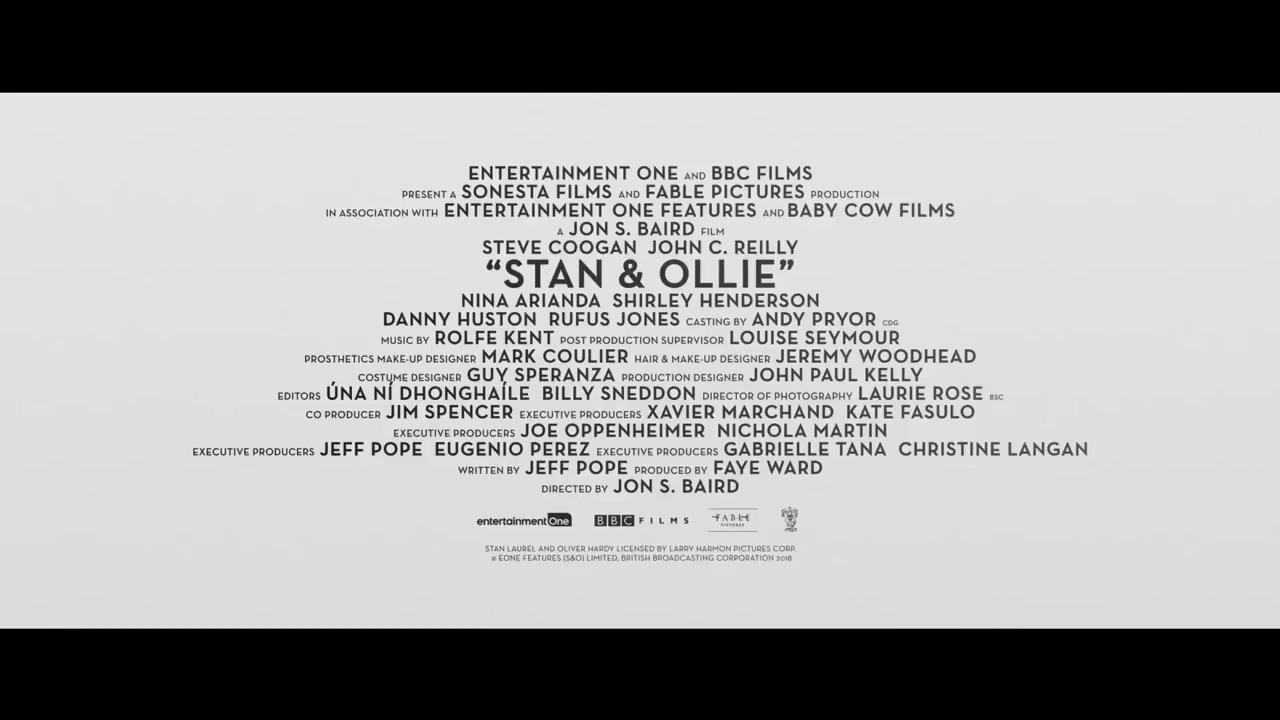 ENTERTAINMENT ONE AND BBC FILMS
PRESENT A SONESTA FILMS AND FABLE PICTURES PRODUCTION
IN ASSOCIATION WITH ENTERTAINMENT ONE FEATURES AND BABY COW FILMS
A JON S. BAIRD FILM
STEVE COOGAN JOHN C. REILLY
“STAN & OLLIE”
NINA ARIANDA SHIRLEY HENDERSON
DANNY HUSTON RUFUS JONES CASTING BY ANDY PRYOR CDG
MUSIC BY ROLFE KENT POST PRODUCTION SUPERVISOR LOUISE SEYMOUR
PROSTHETICS MAKE-UP DESIGNER MARK COULIER HAIR & MAKE-UP DESIGNER JEREMY WOODHEAD
COSTUME DESIGNER GUY SPERANZA PRODUCTION DESIGNER JOHN PAUL KELLY
EDITORS ÚNA NÍ DHONGHAÍLE BILLY SNEDDON DIRECTOR OF PHOTOGRAPHY LAURIE ROSE BSC
CO PRODUCER JIM SPENCER EXECUTIVE PRODUCERS XAVIER MARCHAND KATE FASULO
EXECUTIVE PRODUCERS JOE OPPENHEIMER NICHOLA MARTIN
EXECUTIVE PRODUCERS JEFF POPE EUGENIO PEREZ EXECUTIVE PRODUCERS GABRIELLE TANA CHRISTINE LANGAN
WRITTEN BY JEFF POPE PRODUCED BY FAYE WARD
DIRECTED BY JON S. BAIRD
entertainmentOne BBC FILMS FABLE PICTURES
STAN LAUREL AND OLIVER HARDY LICENSED BY LARRY HARMON PICTURES CORP.
© EONE FEATURES (S&O) LIMITED, BRITISH BROADCASTING CORPORATION 2018